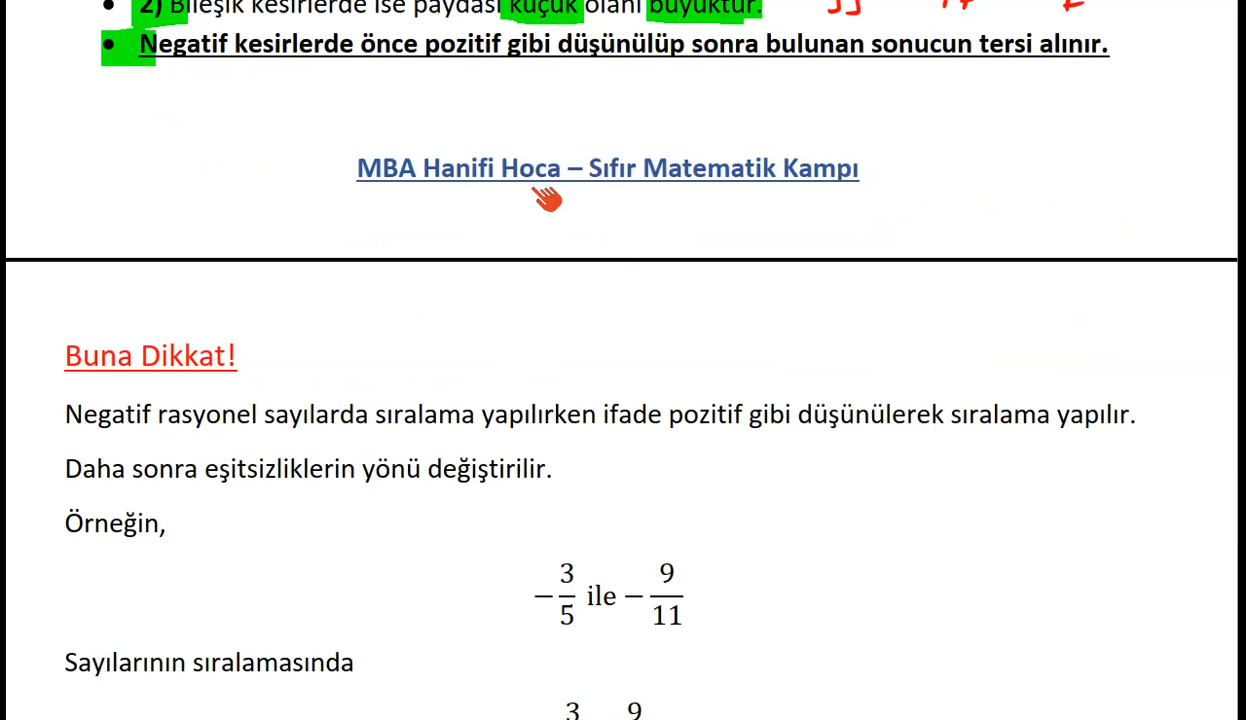 • 2) Bileşik kesirlerde ise paydası küçük olanı büyüktür.
• Negatif kesirlerde önce pozitif gibi düşünülüp sonra bulunan sonucun tersi alınır.
MBA Hanifi Hoca – Sıfır Matematik Kampı
Buna Dikkat!
Negatif rasyonel sayılarda sıralama yapılırken ifade pozitif gibi düşünülerek sıralama yapılır.
Daha sonra eşitsizliklerin yönü değiştirilir.
Örneğin,
−3/5 ile −9/11
Sayılarının sıralamasında
3 9